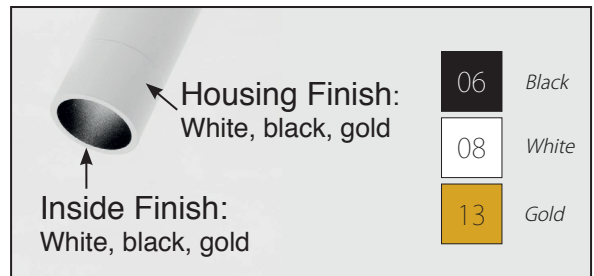 Housing Finish:
White, black, gold
Inside Finish:
White, black, gold
06 Black
08 White
13 Gold